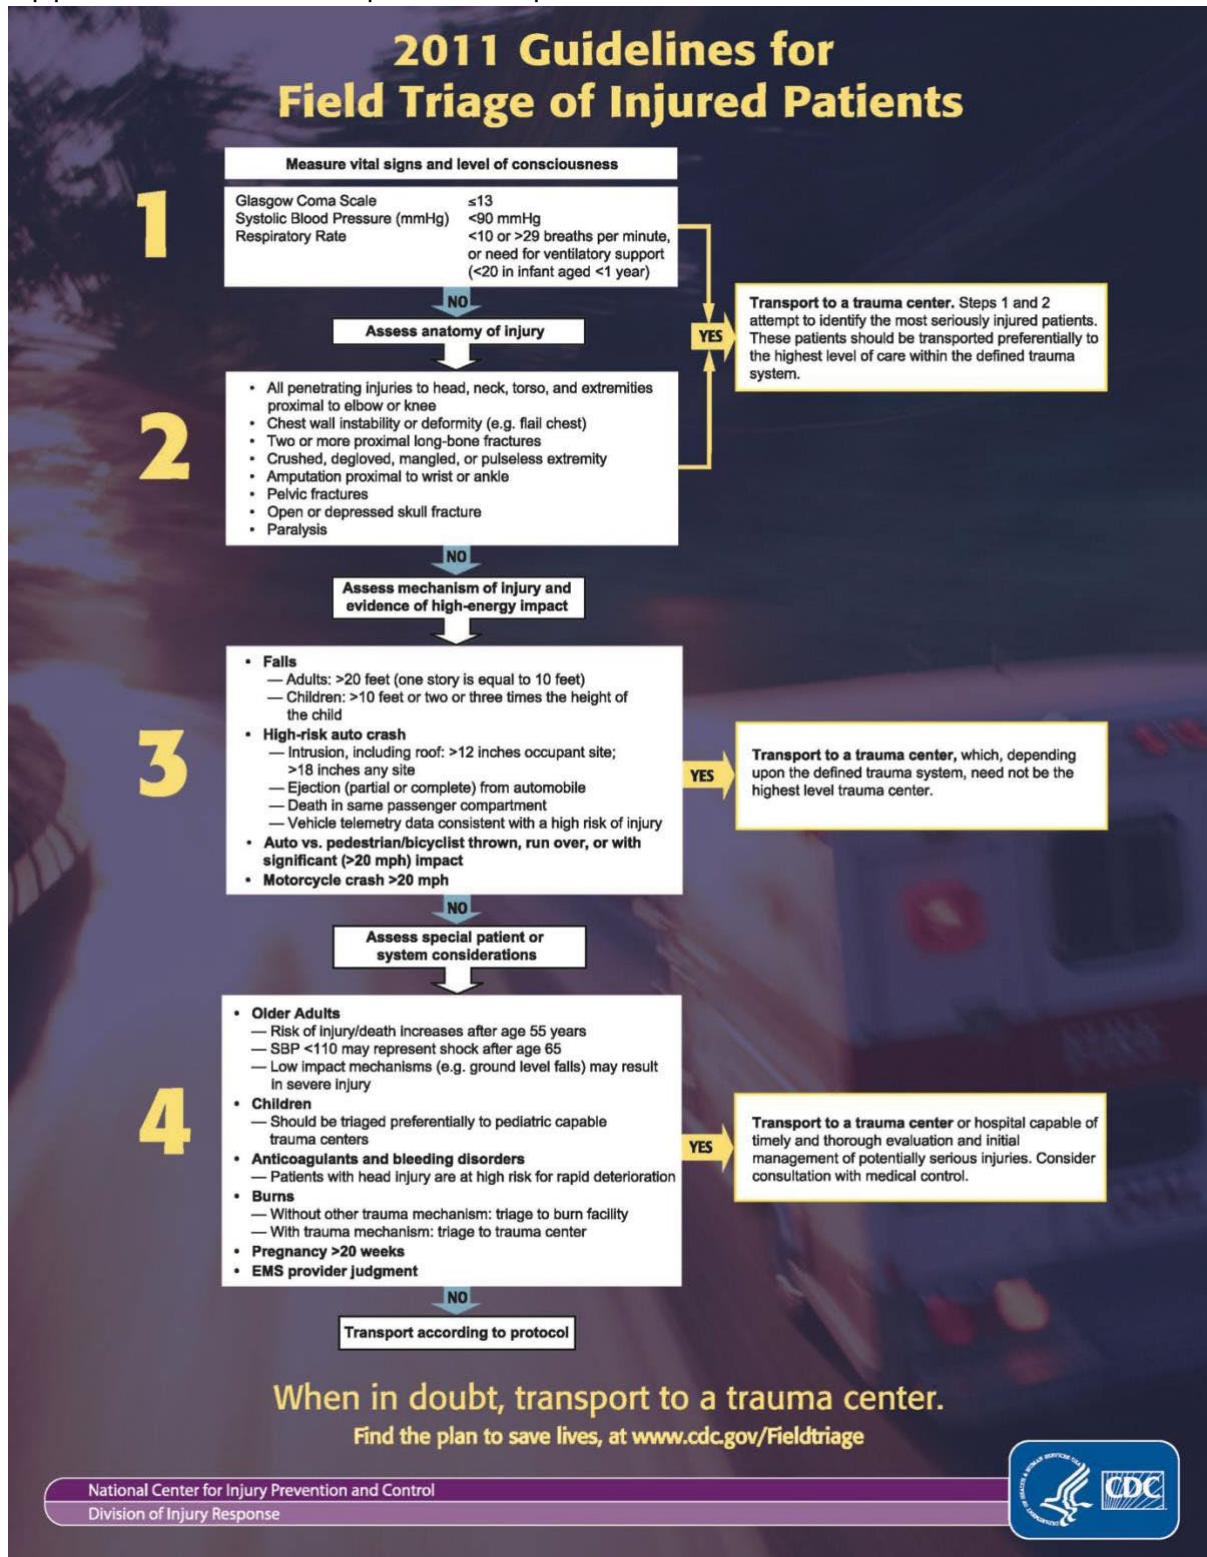 2011 Guidelines for
Field Triage of Injured Patients
1
Measure vital signs and level of consciousness
Glasgow Coma Scale ≤13
Systolic Blood Pressure (mmHg) <90 mmHg
Respiratory Rate <10 or >29 breaths per minute,
or need for ventilatory support
(<20 in infant aged <1 year)
NO
YES
Transport to a trauma center. Steps 1 and 2
attempt to identify the most seriously injured patients.
These patients should be transported preferentially to
the highest level of care within the defined trauma
system.
Assess anatomy of injury
2
• All penetrating injuries to head, neck, torso, and extremities
proximal to elbow or knee
• Chest wall instability or deformity (e.g. flail chest)
• Two or more proximal long-bone fractures
• Crushed, degloved, mangled, or pulseless extremity
• Amputation proximal to wrist or ankle
• Pelvic fractures
• Open or depressed skull fracture
• Paralysis
NO
Assess mechanism of injury and
evidence of high-energy impact
3
• Falls
— Adults: >20 feet (one story is equal to 10 feet)
— Children: >10 feet or two or three times the height of
the child
• High-risk auto crash
— Intrusion, including roof: >12 inches occupant site;
>18 inches any site
— Ejection (partial or complete) from automobile
— Death in same passenger compartment
— Vehicle telemetry data consistent with a high risk of injury
• Auto vs. pedestrian/bicyclist thrown, run over, or with
significant (>20 mph) impact
• Motorcycle crash >20 mph
YES
Transport to a trauma center, which, depending
upon the defined trauma system, need not be the
highest level trauma center.
NO
Assess special patient or
system considerations
4
• Older Adults
— Risk of injury/death increases after age 55 years
— SBP <110 may represent shock after age 65
— Low impact mechanisms (e.g. ground level falls) may result
in severe injury
• Children
— Should be triaged preferentially to pediatric capable
trauma centers
• Anticoagulants and bleeding disorders
— Patients with head injury are at high risk for rapid deterioration
• Burns
— Without other trauma mechanism: triage to burn facility
— With trauma mechanism: triage to trauma center
• Pregnancy >20 weeks
• EMS provider judgment
YES
Transport to a trauma center or hospital capable of
timely and thorough evaluation and initial
management of potentially serious injuries. Consider
consultation with medical control.
NO
Transport according to protocol
When in doubt, transport to a trauma center.
Find the plan to save lives, at www.cdc.gov/Fieldtriage
National Center for Injury Prevention and Control
Division of Injury Response
CDC